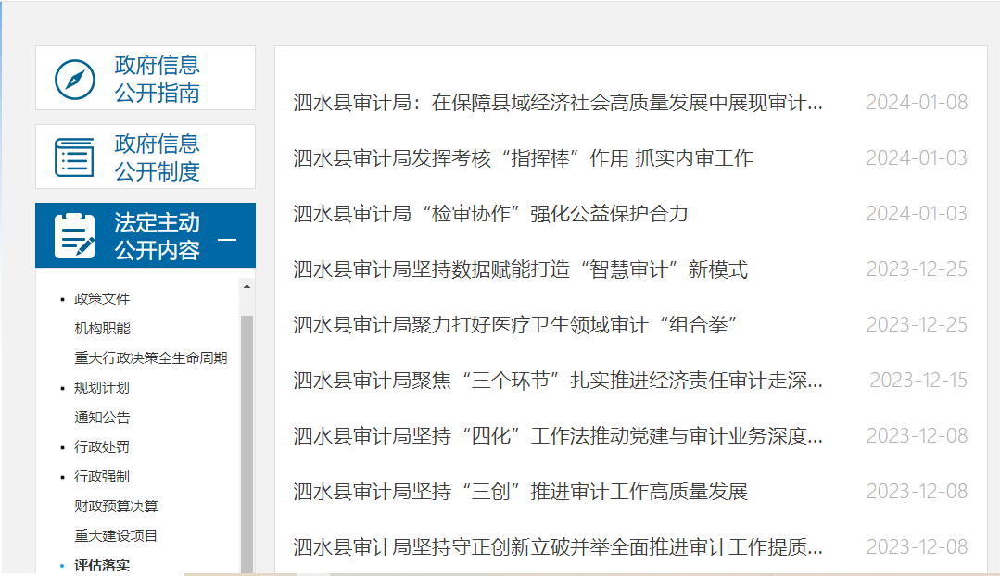 政府信息
公开指南
政府信息
公开制度
法定主动
公开内容
政策文件
机构职能
重大行政决策全生命周期
规划计划
通知公告
行政处罚
行政强制
财政预算决算
重大建设项目
评估落实
泗水县审计局：在保障县域经济社会高质量发展中展现审计... 2024-01-08
泗水县审计局发挥考核“指挥棒”作用 抓实内审工作 2024-01-03
泗水县审计局“检审协作”强化公益保护合力 2024-01-03
泗水县审计局坚持数据赋能打造“智慧审计”新模式 2023-12-25
泗水县审计局聚力打好医疗卫生领域审计“组合拳” 2023-12-25
泗水县审计局聚焦“三个环节”扎实推进经济责任审计走深... 2023-12-15
泗水县审计局坚持“四化”工作法推动党建与审计业务深度... 2023-12-08
泗水县审计局坚持“三创”推进审计工作高质量发展 2023-12-08
泗水县审计局坚持守正创新立破并举全面推进审计工作提质... 2023-12-08